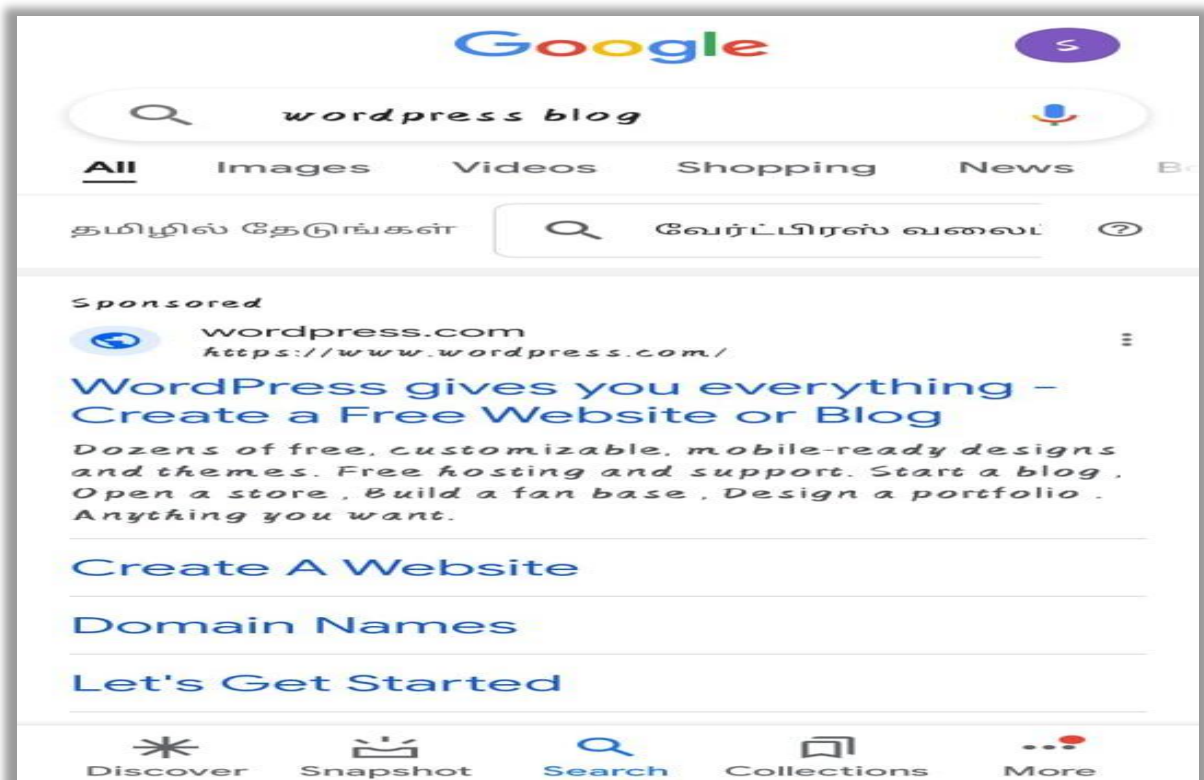 Google
S
wordpress blog
All Images Videos Shopping News
தமிழில் தேடுங்கள் வேர்ட்பிரஸ்
Sponsored
wordpress.com
https://www.wordpress.com/
WordPress gives you everything -
Create a Free Website or Blog
Dozens of free, customizable, mobile-ready designs
and themes. Free hosting and support. Start a blog ,
Open a store , Build a fan base , Design a portfolio .
Anything you want.
Create A Website
Domain Names
Let's Get Started
Discover Snapshot Search Collections More